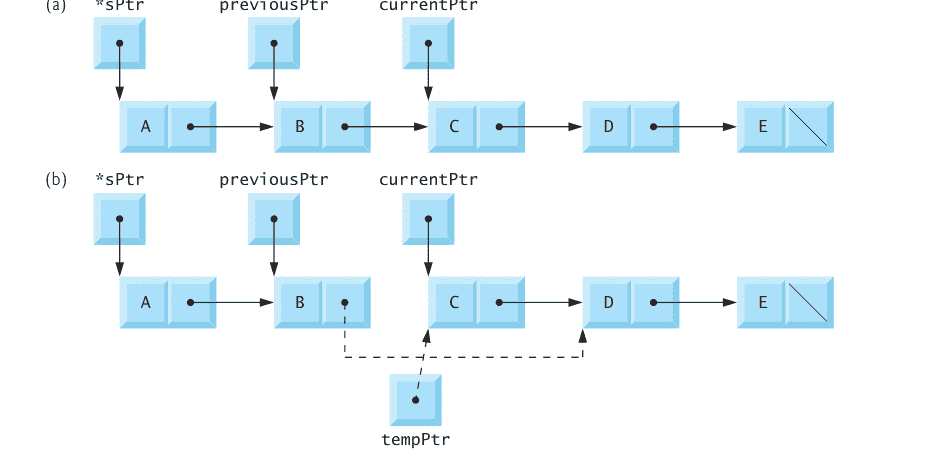 (a) *sPtr previousPtr currentPtr
A B C D E
(b) *sPtr previousPtr currentPtr
A B C D E
tempPtr